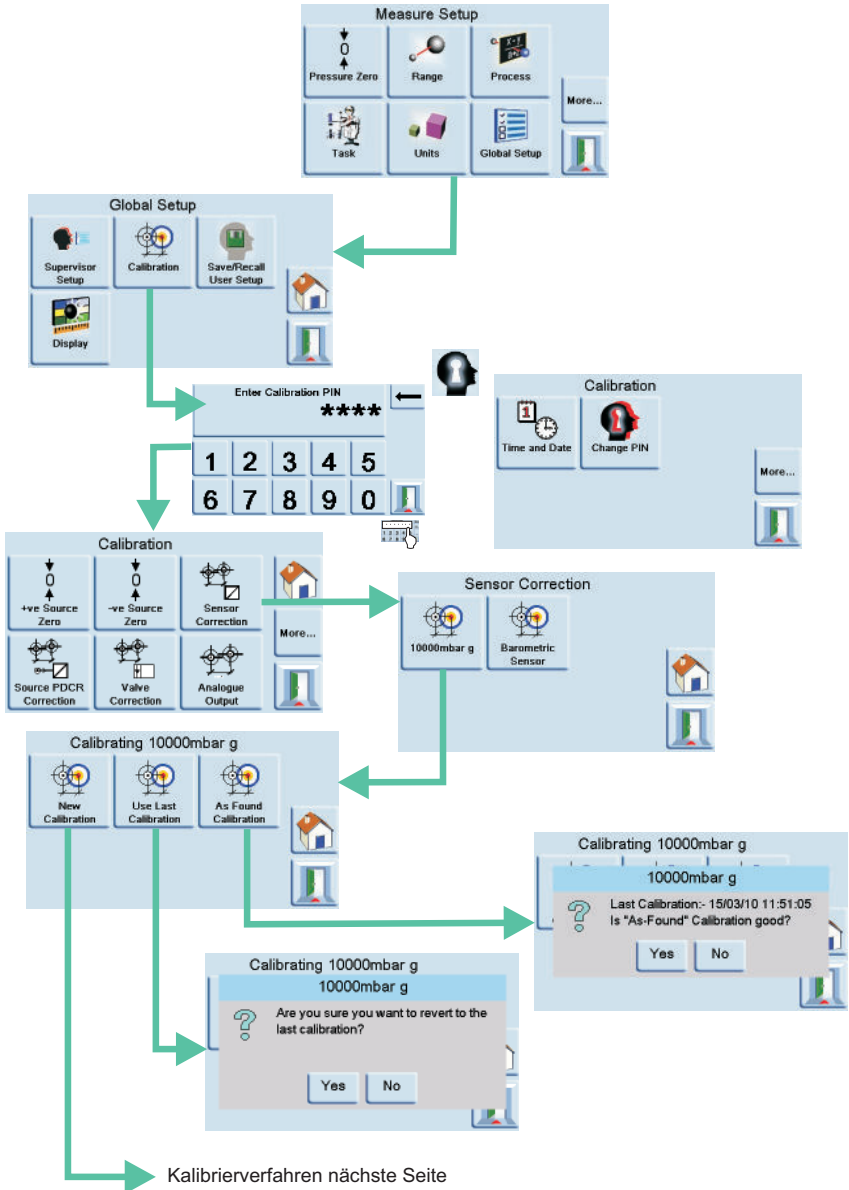 Measure Setup
0
Pressure Zero
Range
X-Y
Process
More...
Task
Units
Global Setup
Global Setup
Supervisor
Setup
Calibration
Save/Recall
User Setup
Display
Enter Calibration PIN
****
1 2 3 4 5
6 7 8 9 0
Calibration
1
Time and Date
Change PIN
More...
Calibration
0
+ve Source
Zero
0
-ve Source
Zero
Sensor
Correction
More...
Source PDCR
Correction
Valve
Correction
Analogue
Output
Sensor Correction
10000mbar g
Barometric
Sensor
Calibrating 10000mbar g
New
Calibration
Use Last
Calibration
As Found
Calibration
Calibrating 10000mbar g
10000mbar g
Last Calibration:- 15/03/10 11:51:05
Is "As-Found" Calibration good?
Yes No
Calibrating 10000mbar g
10000mbar g
Are you sure you want to revert to the
last calibration?
Yes No
Kalibrierverfahren nächste Seite